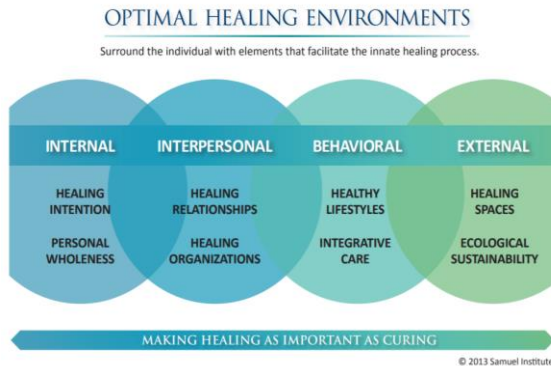 OPTIMAL HEALING ENVIRONMENTS
Surround the individual with elements that facilitate the innate healing process.
INTERNAL
HEALING
INTENTION
PERSONAL
WHOLENESS
INTERPERSONAL
HEALING
RELATIONSHIPS
HEALING
ORGANIZATIONS
BEHAVIORAL
HEALTHY
LIFESTYLES
INTEGRATIVE
CARE
EXTERNAL
HEALING
SPACES
ECOLOGICAL
SUSTAINABILITY
MAKING HEALING AS IMPORTANT AS CURING
© 2013 Samuel Institute